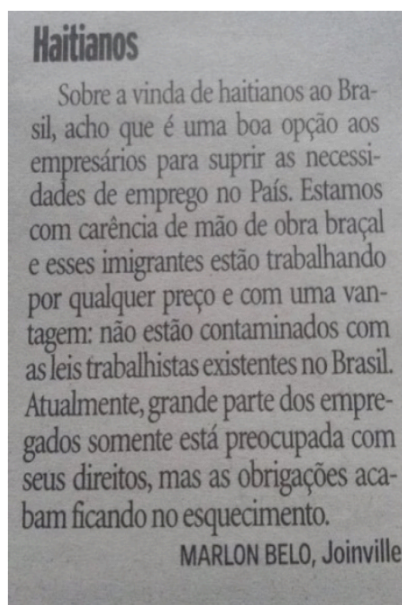 Haitianos
Sobre a vinda de haitianos ao Bra-
sil, acho que é uma boa opção aos
empresários para suprir as necessi-
dades de emprego no País. Estamos
com carência de mão de obra braçal
e esses imigrantes estão trabalhando
por qualquer preço e com uma van-
tagem: não estão contaminados com
as leis trabalhistas existentes no Brasil.
Atualmente, grande parte dos empre-
gados somente está preocupada com
seus direitos, mas as obrigações aca-
bam ficando no esquecimento.
MARLON BELO, Joinville